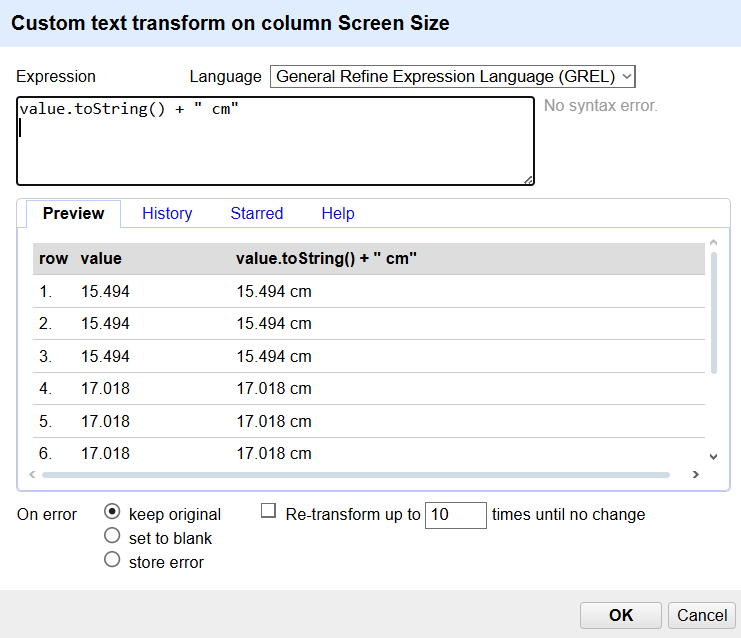 Custom text transform on column Screen Size
Expression Language General Refine Expression Language (GREL)
value.toString() + " cm"
No syntax error.
Preview History Starred Help
row value value.toString() + " cm"
1. 15.494 15.494 cm
2. 15.494 15.494 cm
3. 15.494 15.494 cm
4. 17.018 17.018 cm
5. 17.018 17.018 cm
6. 17.018 17.018 cm
On error keep original Re-transform up to 10 times until no change
set to blank
store error
OK Cancel